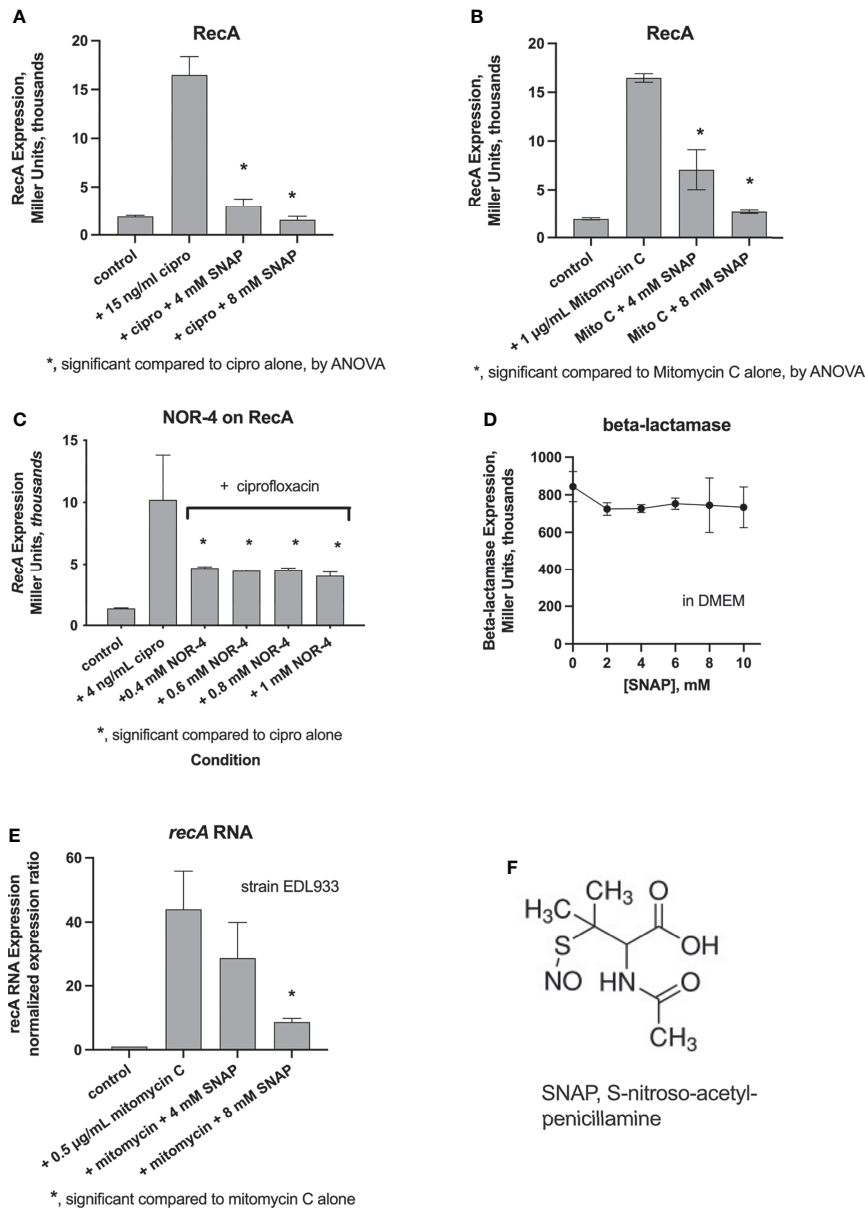 A
RecA
RecA Expression,
Miller Units, thousands
20
15
10
5
0
*
*
control
+ 15 ng/ml cipro
+ cipro + 4 mM SNAP
+ cipro + 8 mM SNAP
*, significant compared to cipro alone, by ANOVA
B
RecA
RecA Expression,
Miller Units, thousands
20
15
10
5
0
*
*
control
+ 1 µg/mL Mitomycin C
Mito C + 4 mM SNAP
Mito C + 8 mM SNAP
*, significant compared to Mitomycin C alone, by ANOVA
C
NOR-4 on RecA
RecA Expression
Miller Units, thousands
15
10
5
0
+ ciprofloxacin
*
*
*
*
control
+ 4 ng/mL cipro
+0.4 mM NOR-4
+ 0.6 mM NOR-4
+ 0.8 mM NOR-4
+ 1 mM NOR-4
*, significant compared to cipro alone
Condition
D
beta-lactamase
Beta-lactamase Expression,
Miller Units, thousands
1000
800
600
400
200
0
in DMEM
0 2 4 6 8 10
[SNAP], mM
E
recA RNA
recA RNA Expression
normalized expression ratio
60
40
20
0
strain EDL933
*
control
+ 0.5 µg/mL mitomycin C
+ mitomycin + 4 mM SNAP
+ mitomycin + 8 mM SNAP
*, significant compared to mitomycin C alone
F
CH3
O
H3C
S
OH
NO
HN
O
CH3
SNAP, S-nitroso-acetyl-
penicillamine